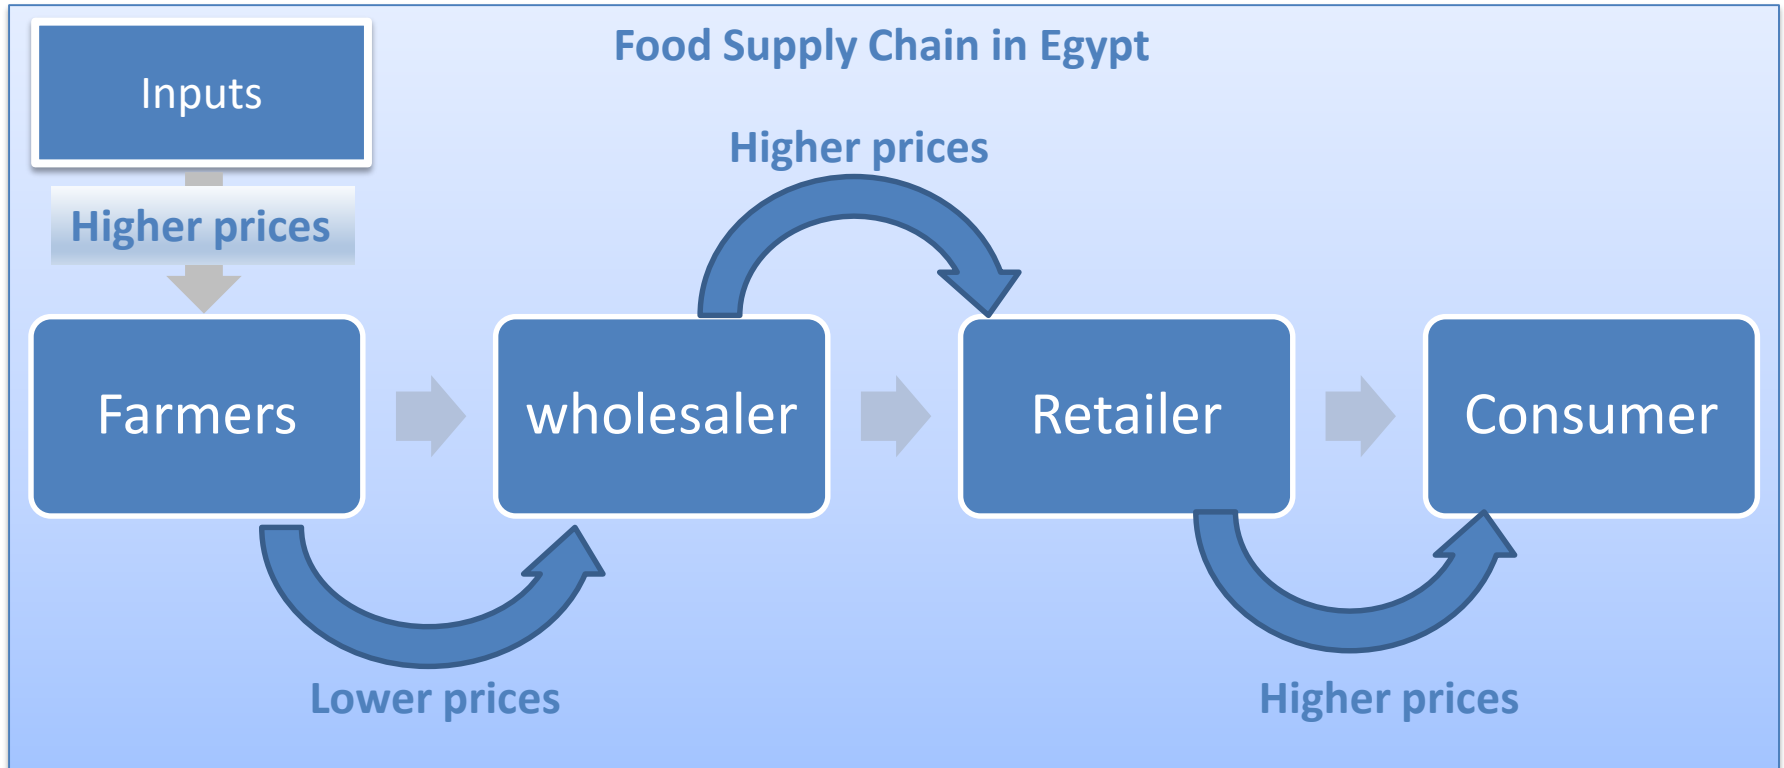 Food Supply Chain in Egypt
Inputs
Higher prices
Higher prices
Farmers
wholesaler
Retailer
Consumer
Lower prices
Higher prices